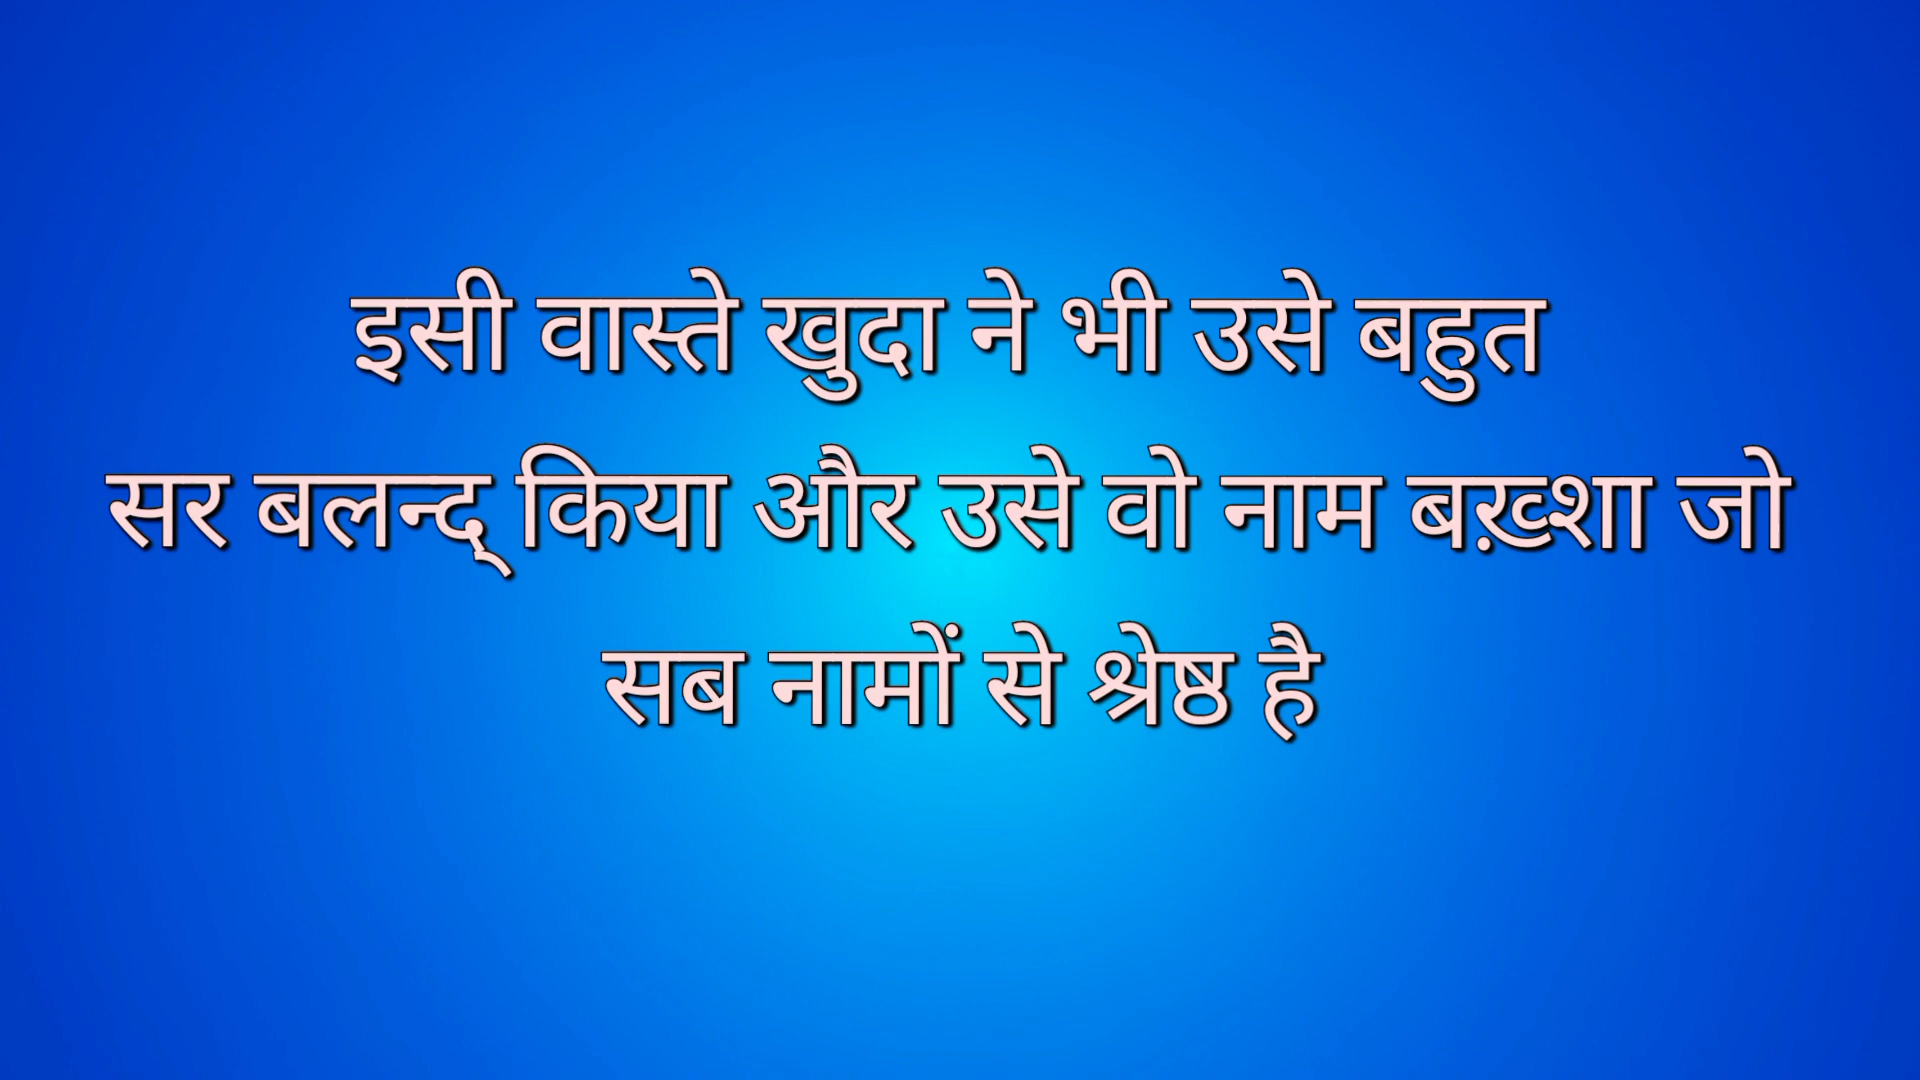 इसी वास्ते खुदा ने भी उसे बहुत
सर बलन्द् किया और उसे वो नाम बख़्शा जो
सब नामों से श्रेष्ठ है